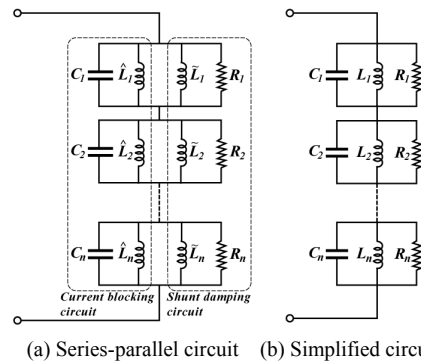 C₁ L̂₁ L̃₁ R₁ C₁ L₁ R₁
C₂ L̂₂ L̃₂ R₂ C₂ L₂ R₂
Cₙ L̂ₙ L̃ₙ Rₙ Cₙ Lₙ Rₙ
Current blocking circuit
Shunt damping circuit
(a) Series-parallel circuit
(b) Simplified circu